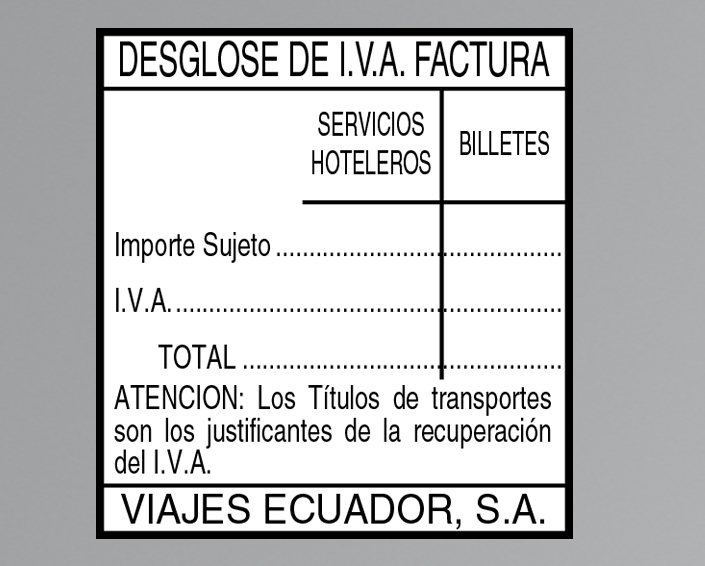 DESGLOSE DE I.V.A. FACTURA
SERVICIOS
HOTELEROS
BILLETES
Importe Sujeto ..........................................
I.V.A. ..........................................................
TOTAL ...............................................
ATENCION: Los Títulos de transportes
son los justificantes de la recuperación
del I.V.A.
VIAJES ECUADOR, S.A.